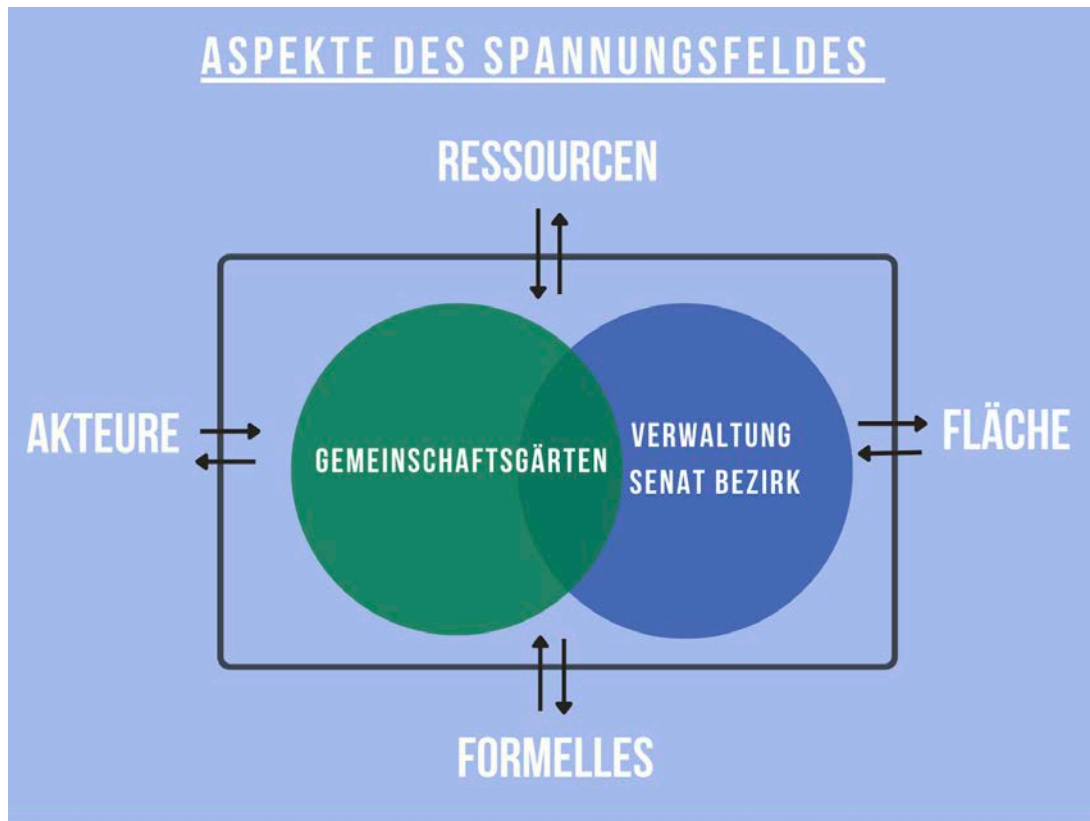 ASPEKTE DES SPANNUNGSFELDES
RESSOURCEN
AKTEURE
GEMEINSCHAFTSGÄRTEN
VERWALTUNG
SENAT BEZIRK
FLÄCHE
FORMELLES